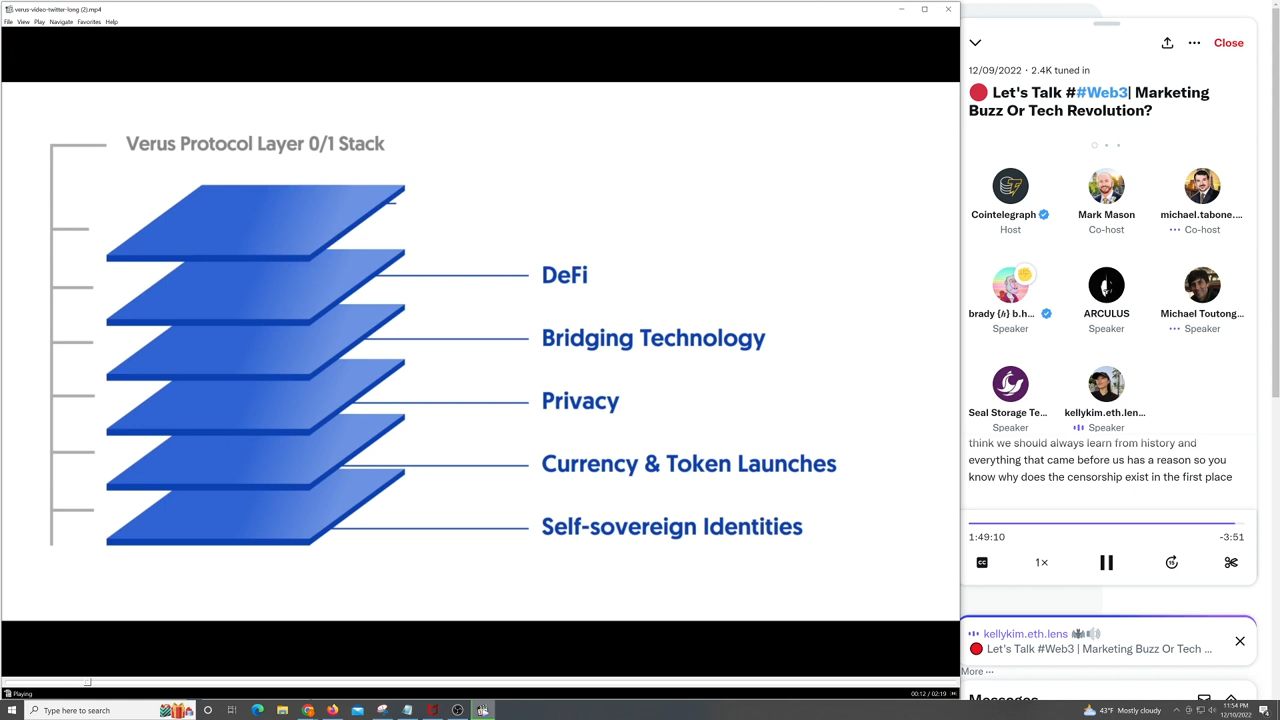 verus-video-twitter-long (2).mp4
File View Play Navigate Favorites Help
Verus Protocol Layer 0/1 Stack
DeFi
Bridging Technology
Privacy
Currency & Token Launches
Self-sovereign Identities
Playing
00:12 / 02:19
Close
12/09/2022 · 2.4K tuned in
Let's Talk ##Web3| Marketing
Buzz Or Tech Revolution?
Cointelegraph
Host
Mark Mason
Co-host
michael.tabone....
Co-host
brady {ℏ} b.h...
Speaker
ARCULUS
Speaker
Michael Toutong...
Speaker
Seal Storage Te...
Speaker
kellykim.eth.len...
Speaker
think we should always learn from history and
everything that came before us has a reason so you
know why does the censorship exist in the first place
1:49:10
-3:51
CC
1×
15
kellykim.eth.lens
Let's Talk #Web3 | Marketing Buzz Or Tech ...
More ...
Messages
Type here to search
43°F Mostly cloudy
11:54 PM
12/10/2022